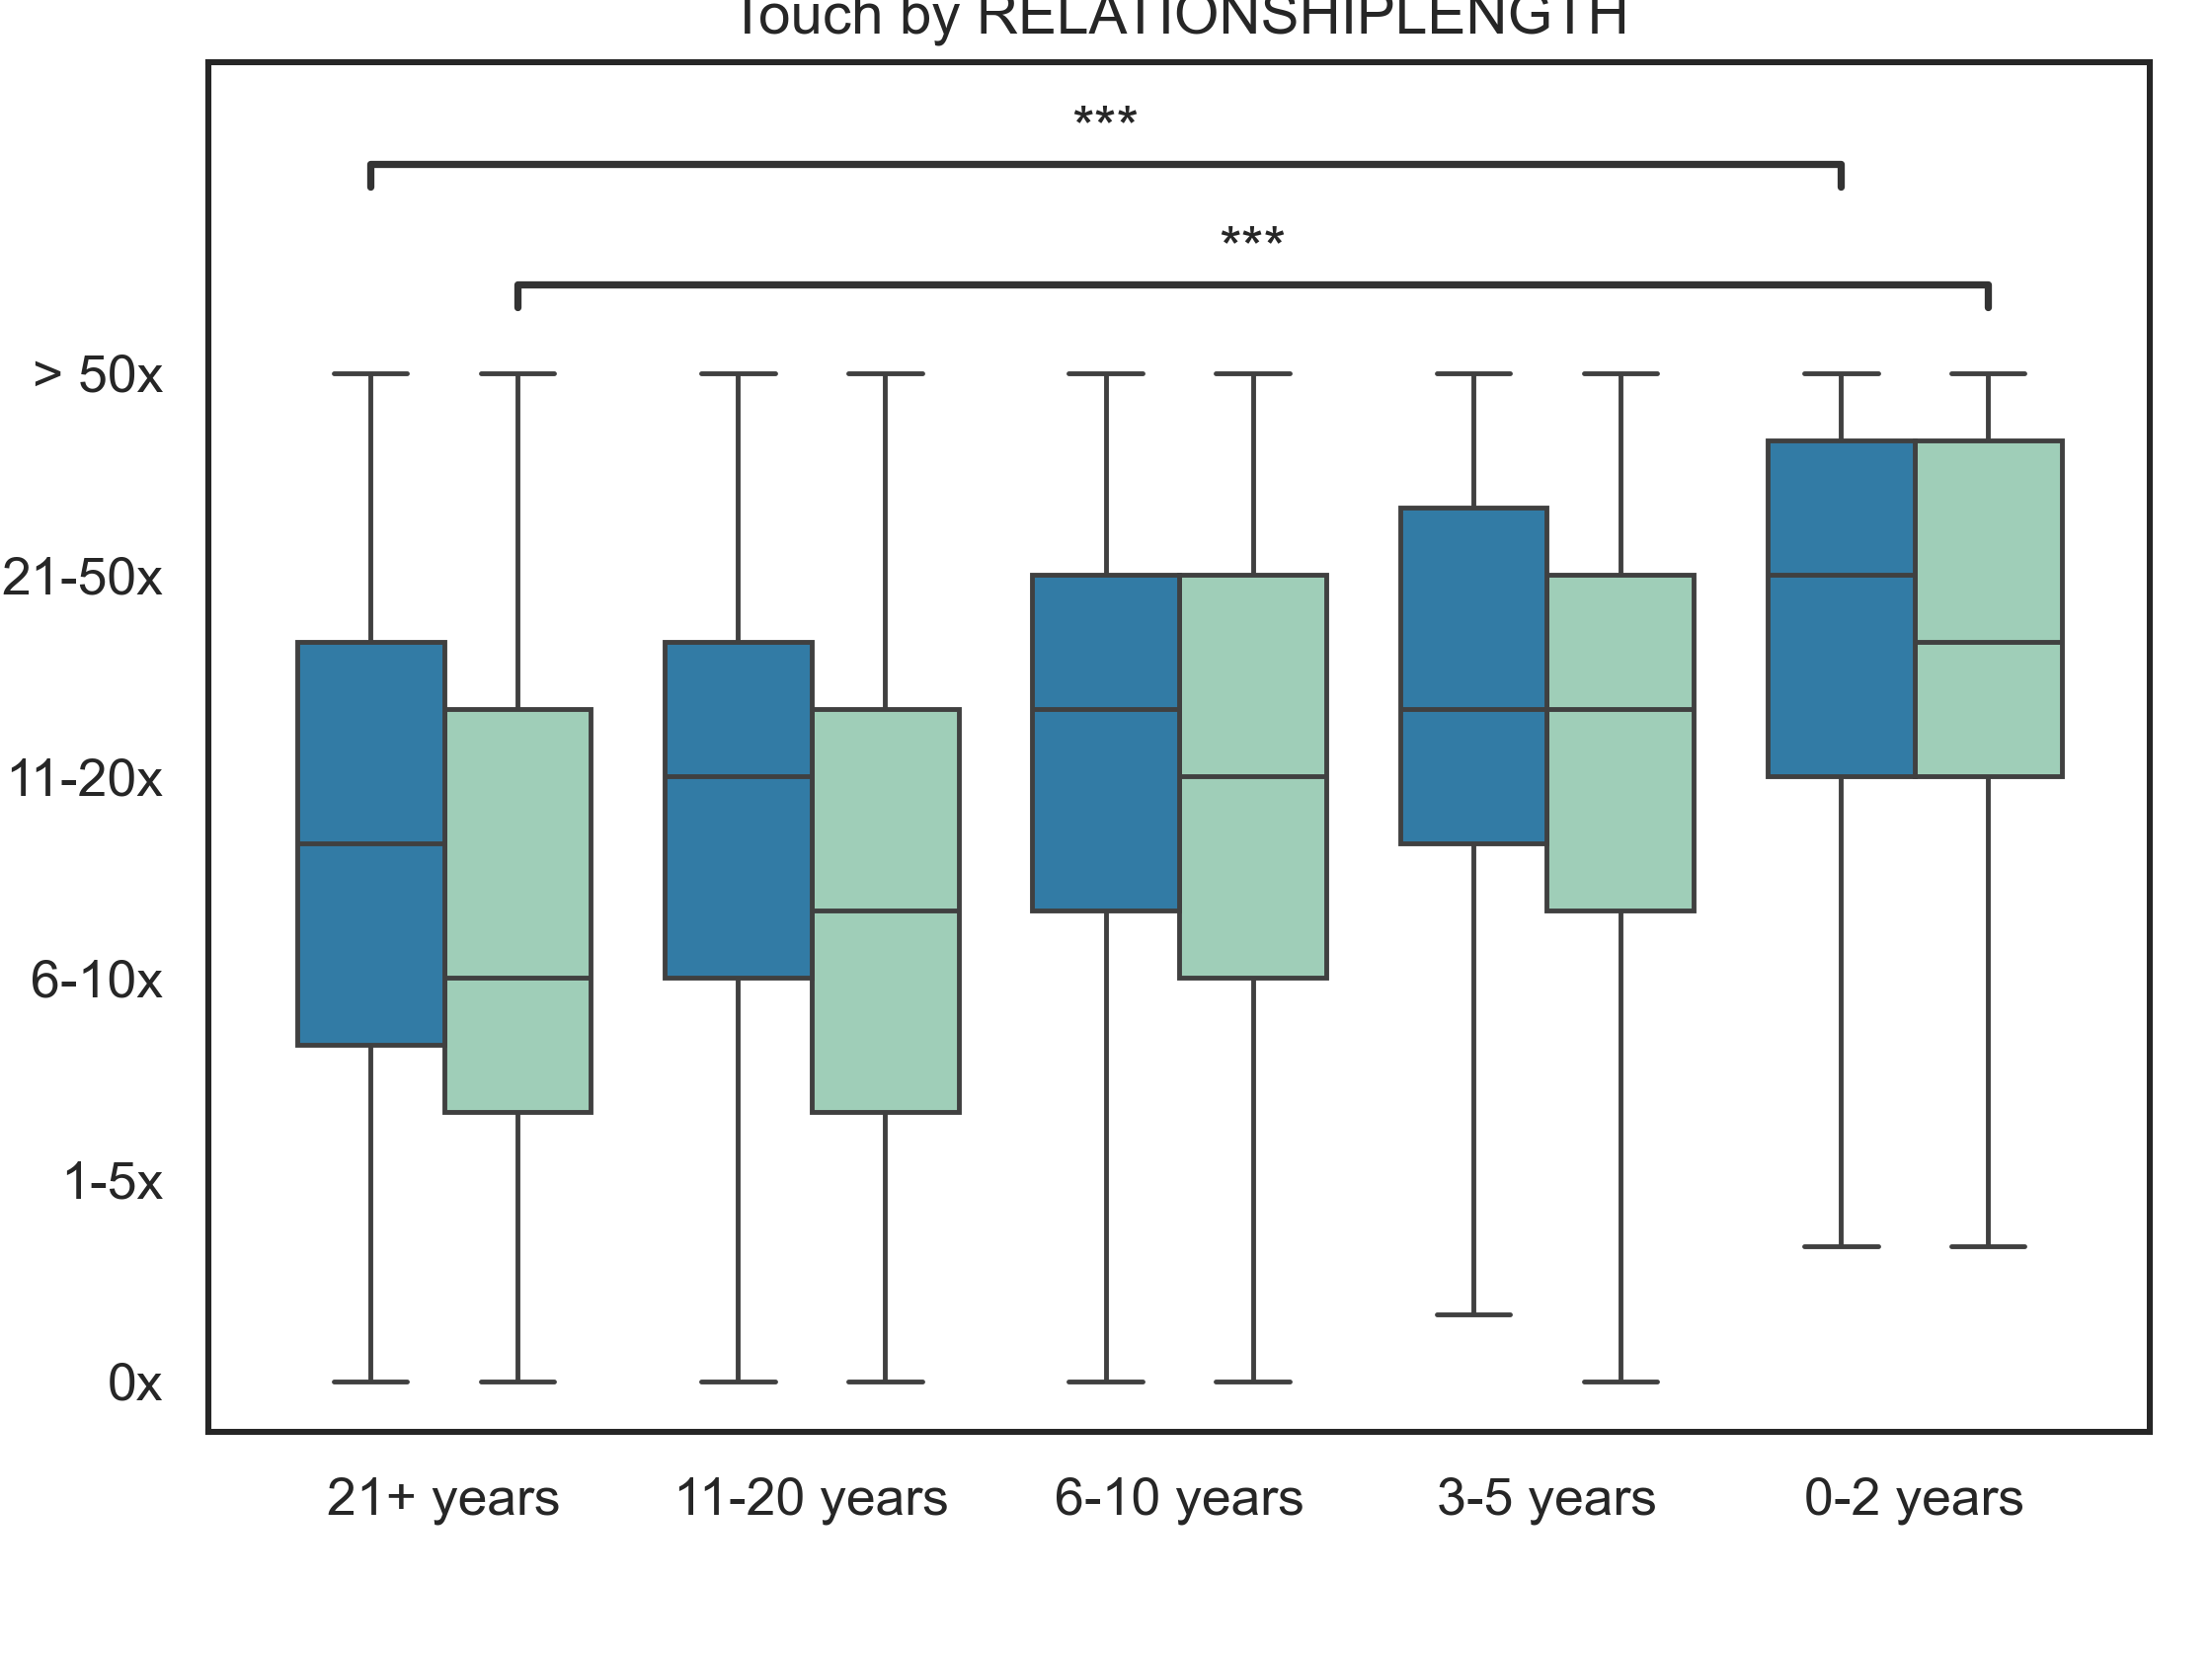 Touch by RELATIONSHIPLENGTH
***
***
> 50x
21-50x
11-20x
6-10x
1-5x
0x
21+ years
11-20 years
6-10 years
3-5 years
0-2 years